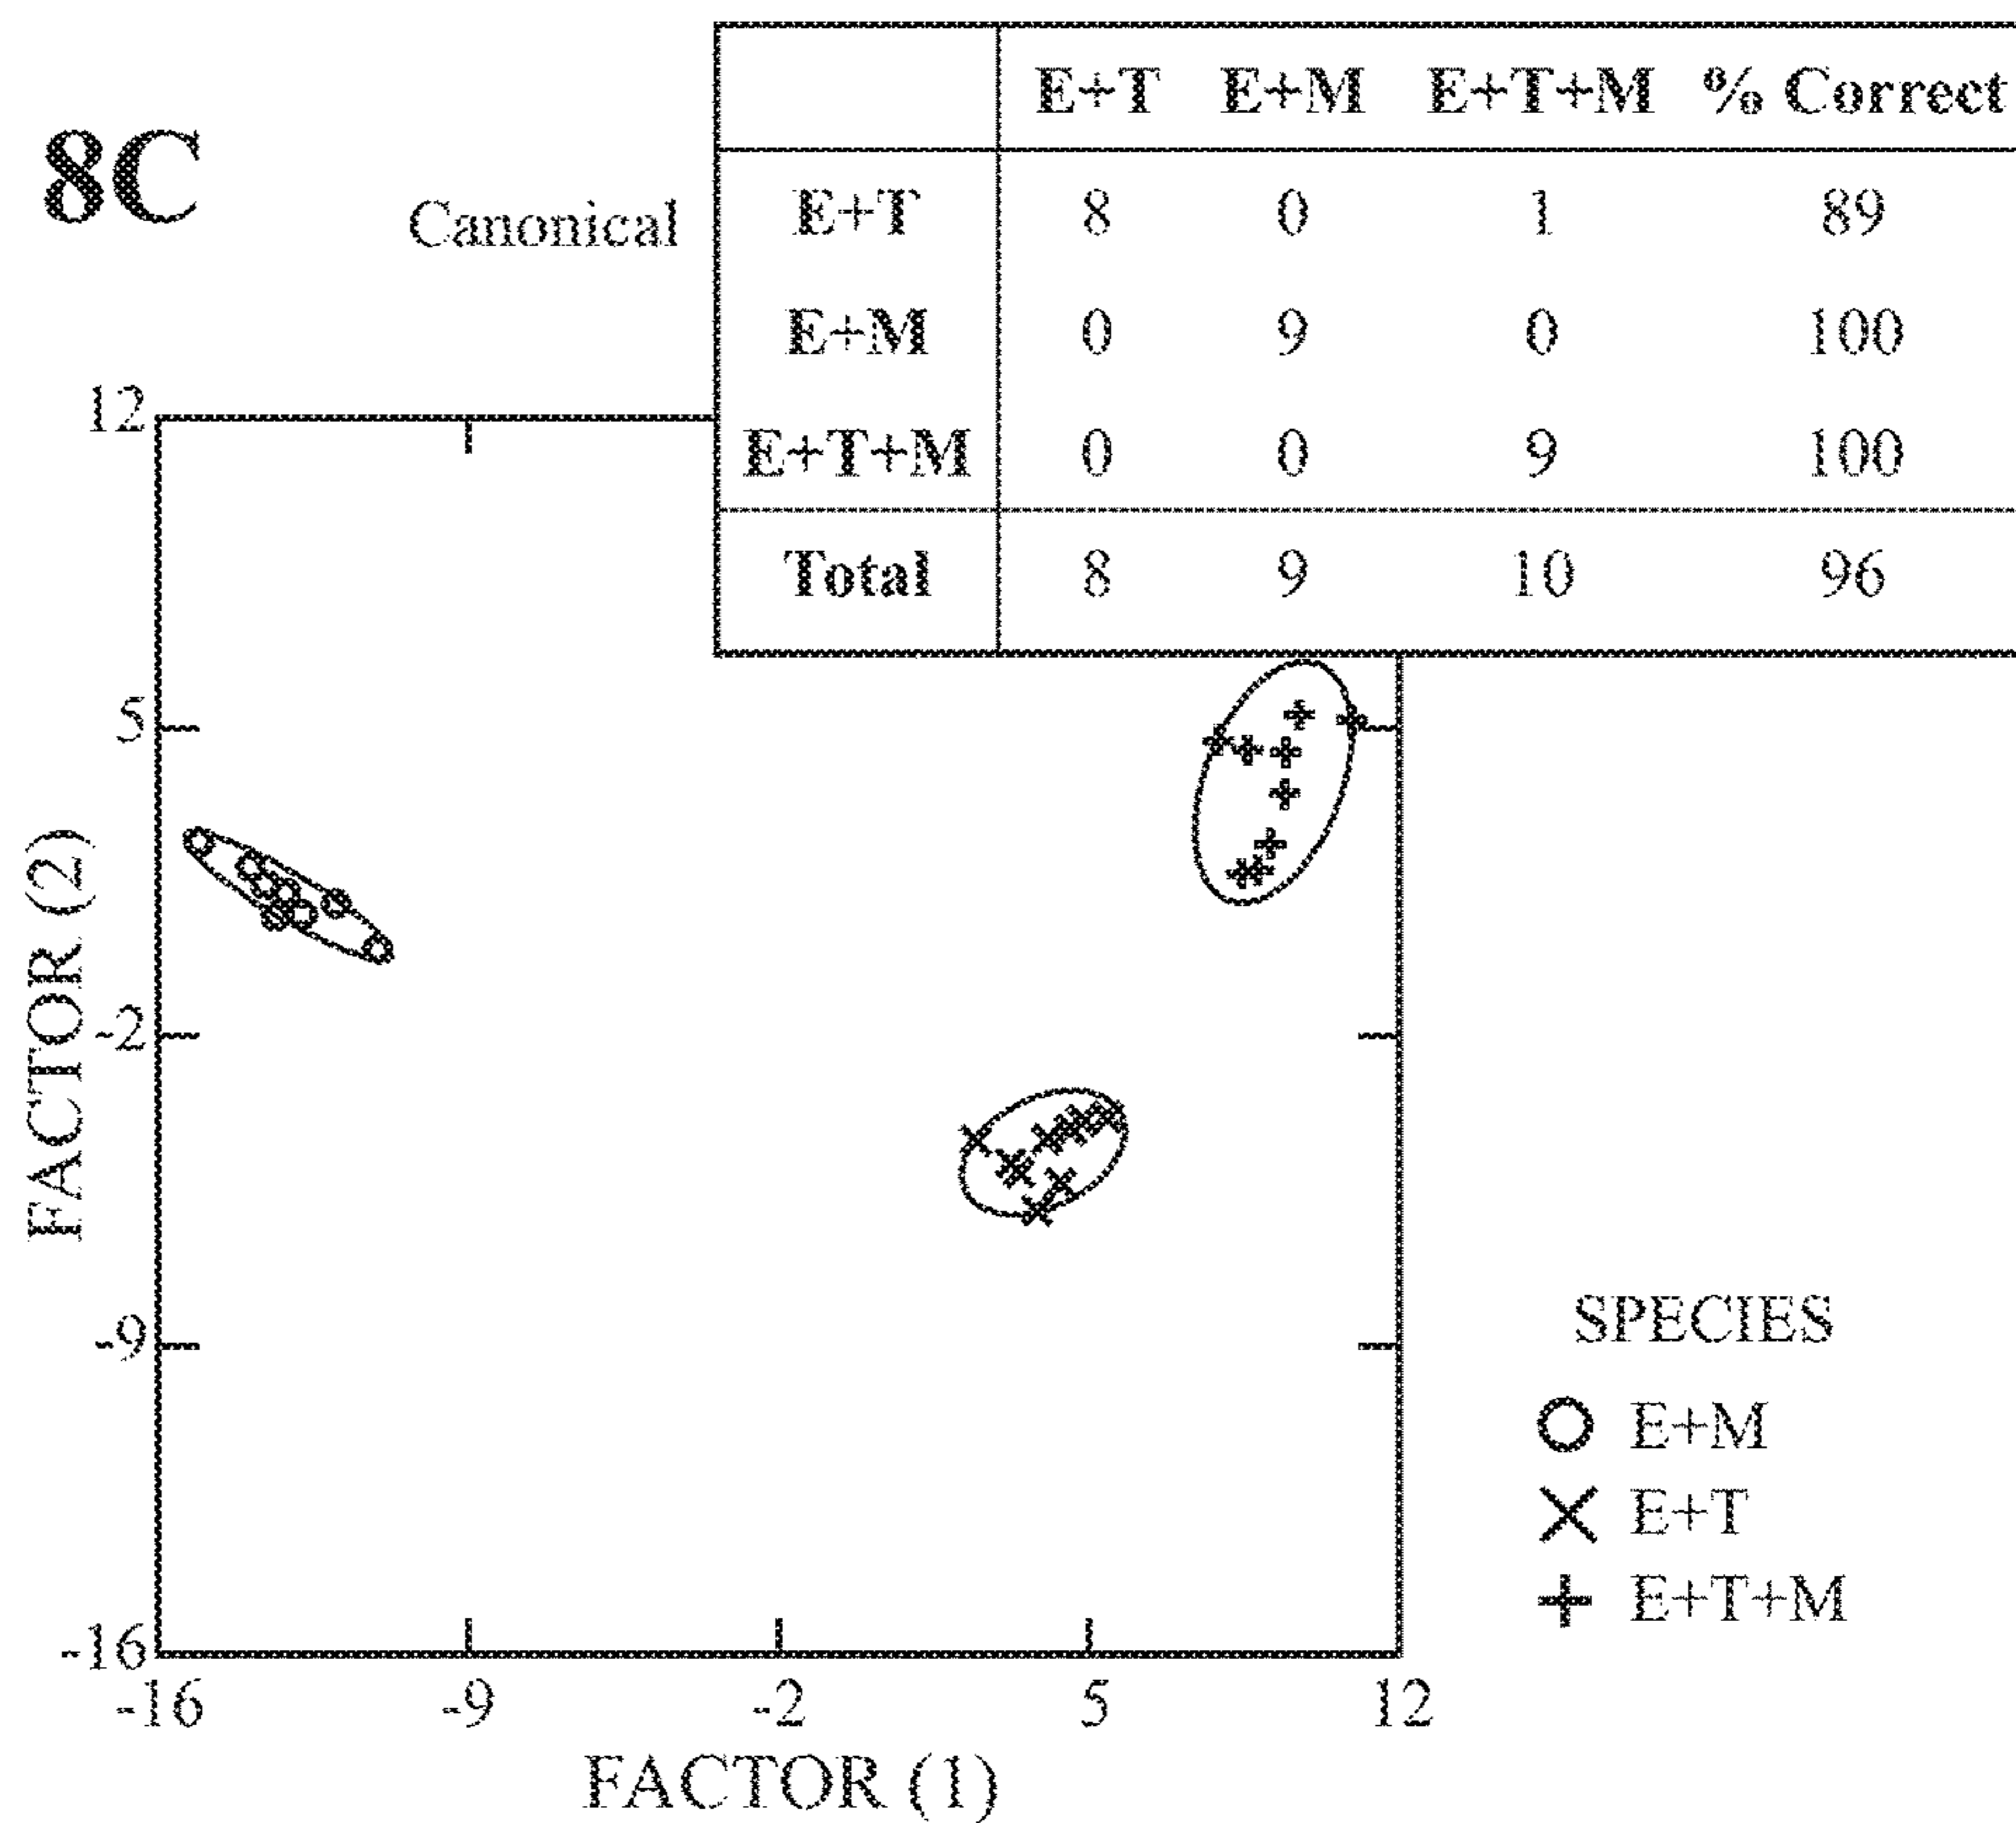 8C
Canonical
E+T E+M E+T+M % Correct
E+T 8 0 1 89
E+M 0 9 0 100
E+T+M 0 0 9 100
Total 8 9 10 96
12
5
-2
-9
-16
FACTOR (2)
-16 -9 -2 5 12
FACTOR (1)
SPECIES
E+M
E+T
E+T+M